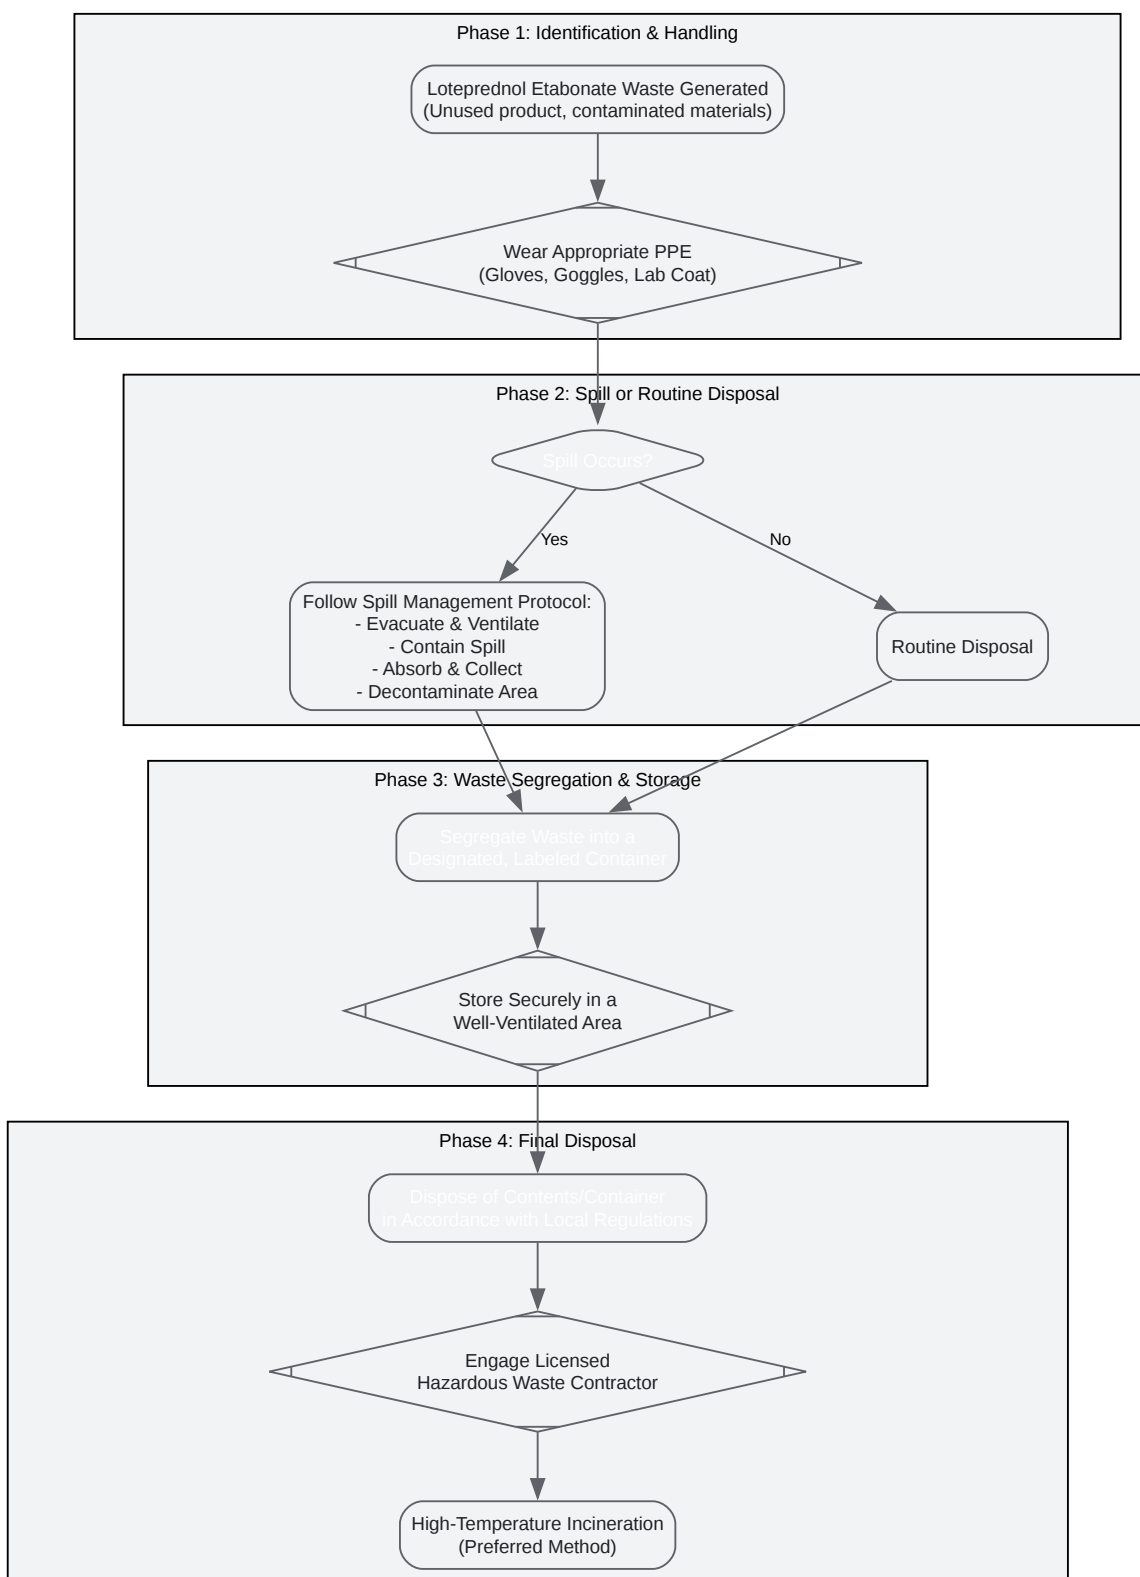 Phase 1: Identification & Handling
Loteprednol Etabonate Waste Generated
(Unused product, contaminated materials)
Wear Appropriate PPE
(Gloves, Goggles, Lab Coat)
Phase 2: Spill or Routine Disposal
Spill Occurs?
Yes
No
Follow Spill Management Protocol:
- Evacuate & Ventilate
- Contain Spill
- Absorb & Collect
- Decontaminate Area
Routine Disposal
Phase 3: Waste Segregation & Storage
Segregate Waste into a
Designated, Labeled Container
Store Securely in a
Well-Ventilated Area
Phase 4: Final Disposal
Dispose of Contents/Container
in Accordance with Local Regulations
Engage Licensed
Hazardous Waste Contractor
High-Temperature Incineration
(Preferred Method)